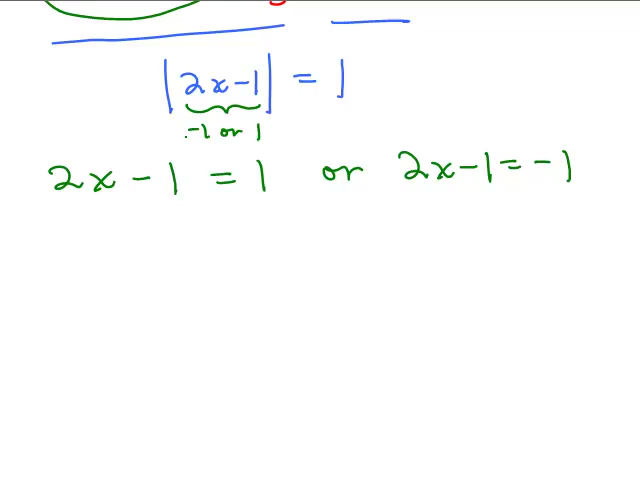 |2x-1| = 1
-1 or 1
2x - 1 = 1 or 2x-1 = -1